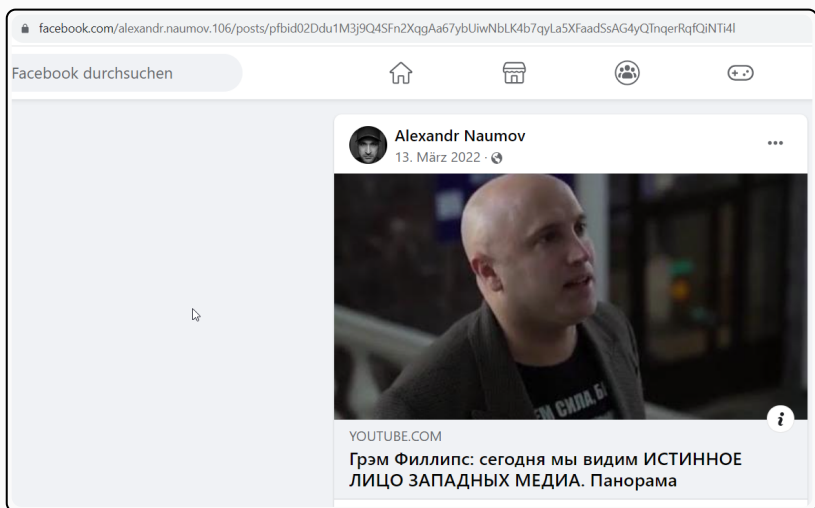 facebook.com/alexandr.naumov.106/posts/pfbid02Ddu1M3j9Q4SFn2XqgAa67ybUiwNbLK4b7qyLa5XFaadSsAG4yQTnqerRqfQiNTi4l
Facebook durchsuchen
Alexandr Naumov
13. März 2022 ·
СИЛА, Б
YOUTUBE.COM
Грэм Филлипс: сегодня мы видим ИСТИННОЕ
ЛИЦО ЗАПАДНЫХ МЕДИА. Панорама